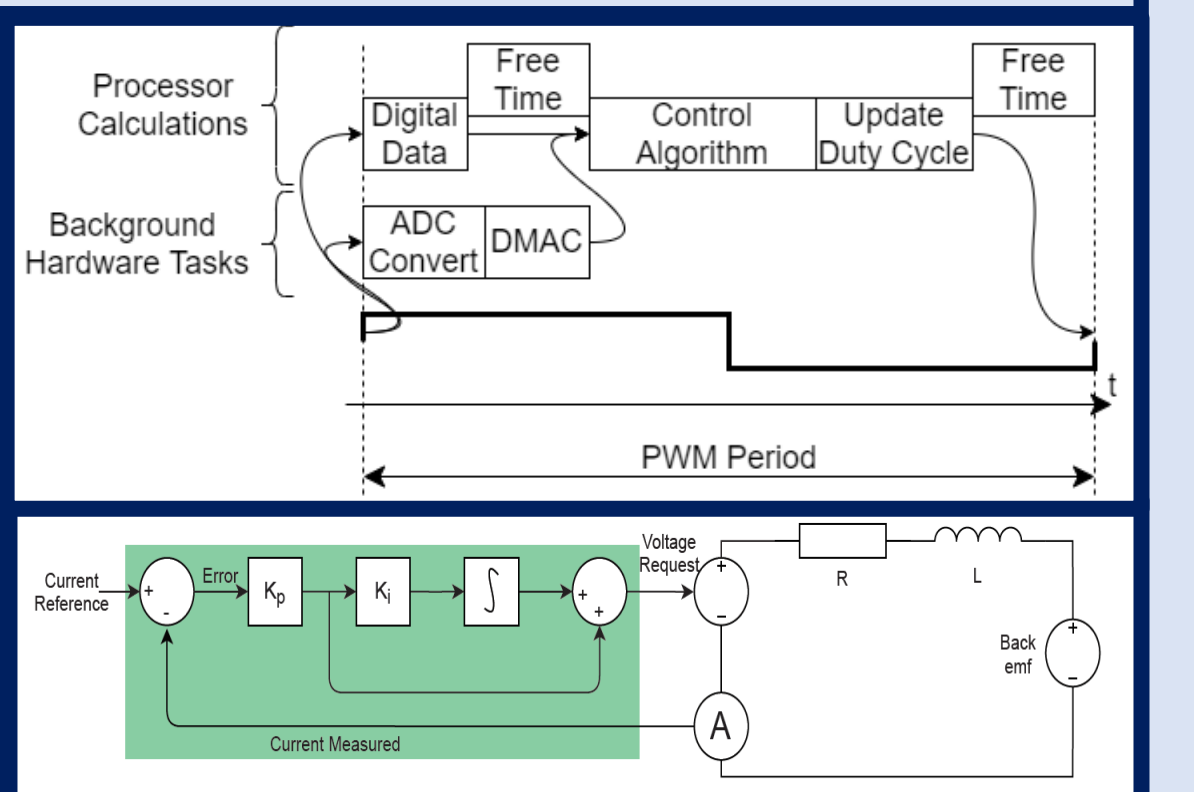 Processor
Calculations
Digital
Data
Free
Time
Control
Algorithm
Update
Duty Cycle
Free
Time
Background
Hardware Tasks
ADC
Convert
DMAC
t
PWM Period
Current
Reference
+
-
Error
Kp
Ki
∫
+
+
Voltage
Request
+
−
R
L
Back
emf
+
−
A
Current Measured